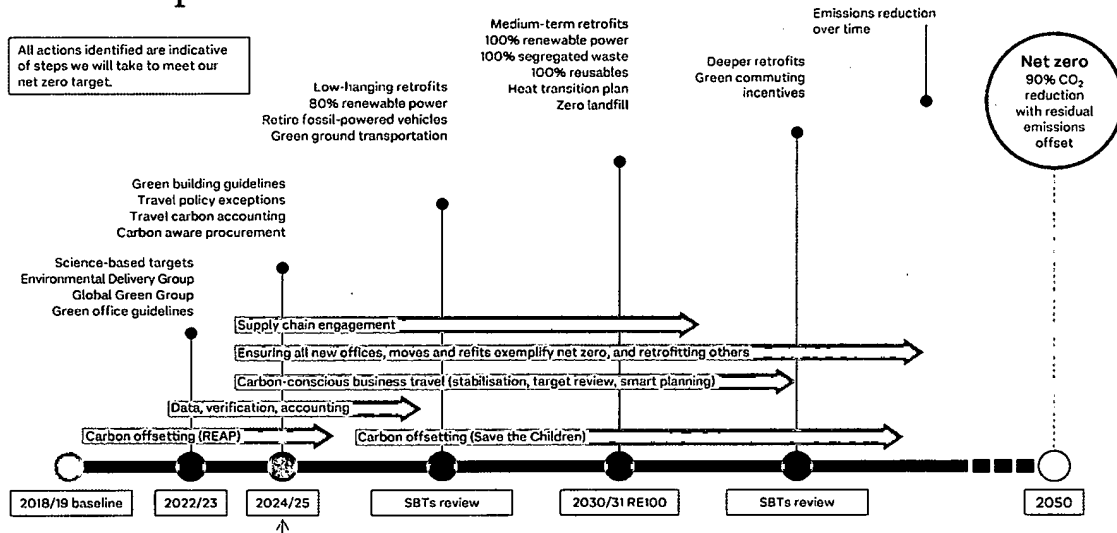 All actions identified are indicative
of steps we will take to meet our
net zero target.
Science-based targets
Environmental Delivery Group
Global Green Group
Green office guidelines
Green building guidelines
Travel policy exceptions
Travel carbon accounting
Carbon aware procurement
Low-hanging retrofits
80% renewable power
Retire fossil-powered vehicles
Green ground transportation
Medium-term retrofits
100% renewable power
100% segregated waste
100% reusables
Heat transition plan
Zero landfill
Deeper retrofits
Green commuting
incentives
Emissions reduction
over time
Net zero
90% CO₂
reduction
with residual
emissions
offset
Supply chain engagement
Ensuring all new offices, moves and refits exemplify net zero, and retrofitting others
Carbon-conscious business travel (stabilisation, target review, smart planning)
Data, verification, accounting
Carbon offsetting (REAP)
Carbon offsetting (Save the Children)
2018/19 baseline
2022/23
2024/25
SBTs review
2030/31 RE100
SBTs review
2050